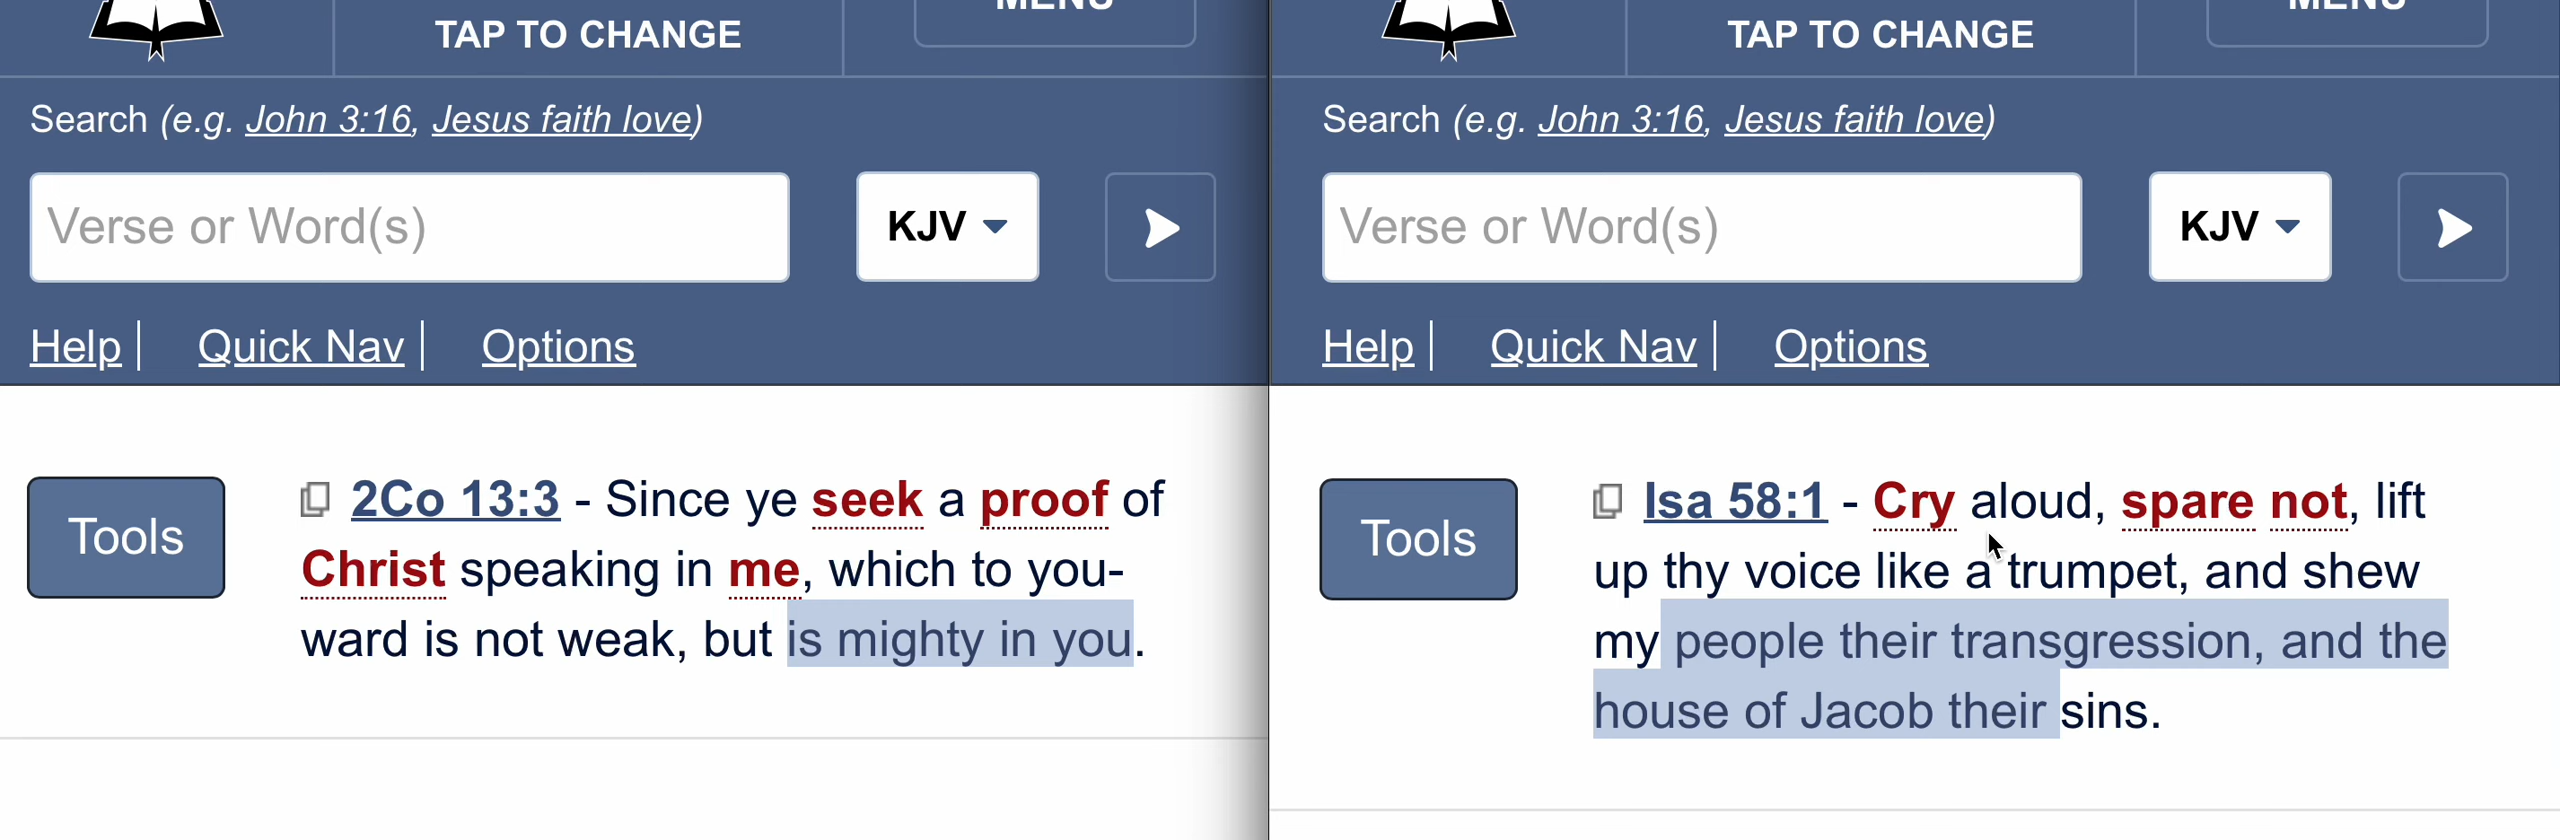 TAP TO CHANGE
MENU
Search (e.g. John 3:16, Jesus faith love)
Verse or Word(s)
KJV
Help
Quick Nav
Options
Tools
2Co 13:3 - Since ye seek a proof of
Christ speaking in me, which to you-
ward is not weak, but is mighty in you.
TAP TO CHANGE
MENU
Search (e.g. John 3:16, Jesus faith love)
Verse or Word(s)
KJV
Help
Quick Nav
Options
Tools
Isa 58:1 - Cry aloud, spare not, lift
up thy voice like a trumpet, and shew
my people their transgression, and the
house of Jacob their sins.